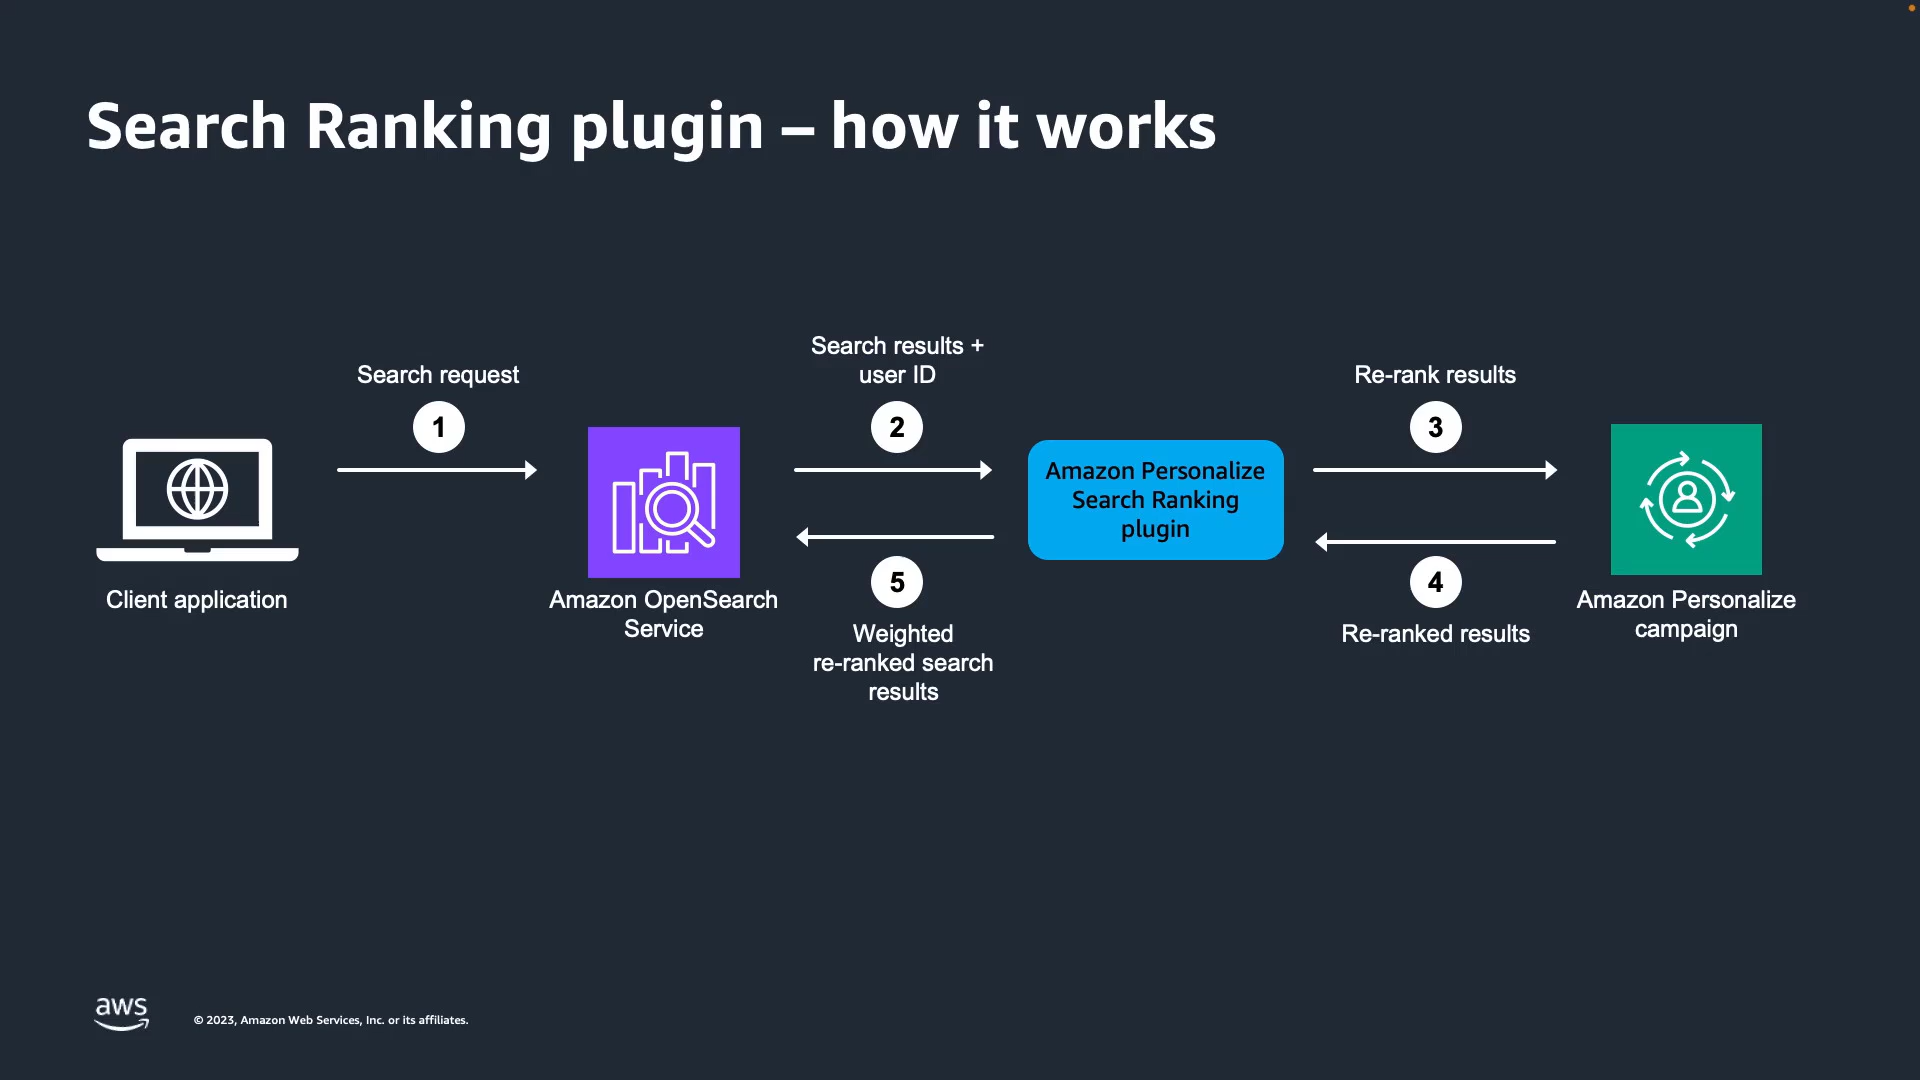 Search Ranking plugin – how it works
Search request
1
Search results +
user ID
2
Re-rank results
3
Client application
Amazon OpenSearch
Service
Amazon Personalize
Search Ranking
plugin
Amazon Personalize
campaign
5
Weighted
re-ranked search
results
4
Re-ranked results
aws
© 2023, Amazon Web Services, Inc. or its affiliates.